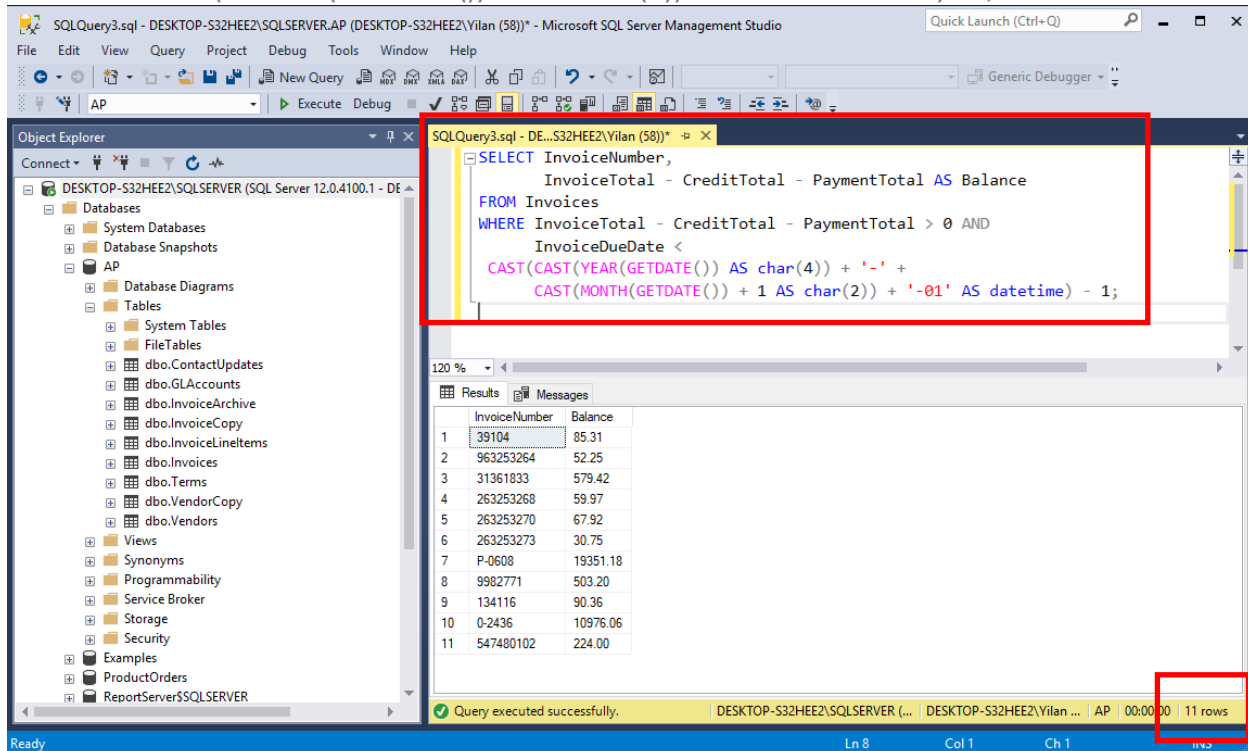 SQLQuery3.sql - DESKTOP-S32HEE2\SQLSERVER.AP (DESKTOP-S32HEE2\Yilan (58))* - Microsoft SQL Server Management Studio
Quick Launch (Ctrl+Q)
File Edit View Query Project Debug Tools Window Help
New Query MDX DMX XMLA DAX Generic Debugger
AP Execute Debug
Object Explorer
Connect
DESKTOP-S32HEE2\SQLSERVER (SQL Server 12.0.4100.1 - DE
Databases
System Databases
Database Snapshots
AP
Database Diagrams
Tables
System Tables
FileTables
dbo.ContactUpdates
dbo.GLAccounts
dbo.InvoiceArchive
dbo.InvoiceCopy
dbo.InvoiceLineItems
dbo.Invoices
dbo.Terms
dbo.VendorCopy
dbo.Vendors
Views
Synonyms
Programmability
Service Broker
Storage
Security
Examples
ProductOrders
ReportServer$SQLSERVER
SQLQuery3.sql - DE...S32HEE2\Yilan (58))*
SELECT InvoiceNumber,
InvoiceTotal - CreditTotal - PaymentTotal AS Balance
FROM Invoices
WHERE InvoiceTotal - CreditTotal - PaymentTotal > 0 AND
InvoiceDueDate <
CAST(CAST(YEAR(GETDATE()) AS char(4)) + '-' +
CAST(MONTH(GETDATE()) + 1 AS char(2)) + '-01' AS datetime) - 1;
120 %
Results Messages
InvoiceNumber Balance
1 39104 85.31
2 963253264 52.25
3 31361833 579.42
4 263253268 59.97
5 263253270 67.92
6 263253273 30.75
7 P-0608 19351.18
8 9982771 503.20
9 134116 90.36
10 0-2436 10976.06
11 547480102 224.00
Query executed successfully. DESKTOP-S32HEE2\SQLSERVER (... DESKTOP-S32HEE2\Yilan ... AP 00:00:00 11 rows
Ready Ln 8 Col 1 Ch 1 INS